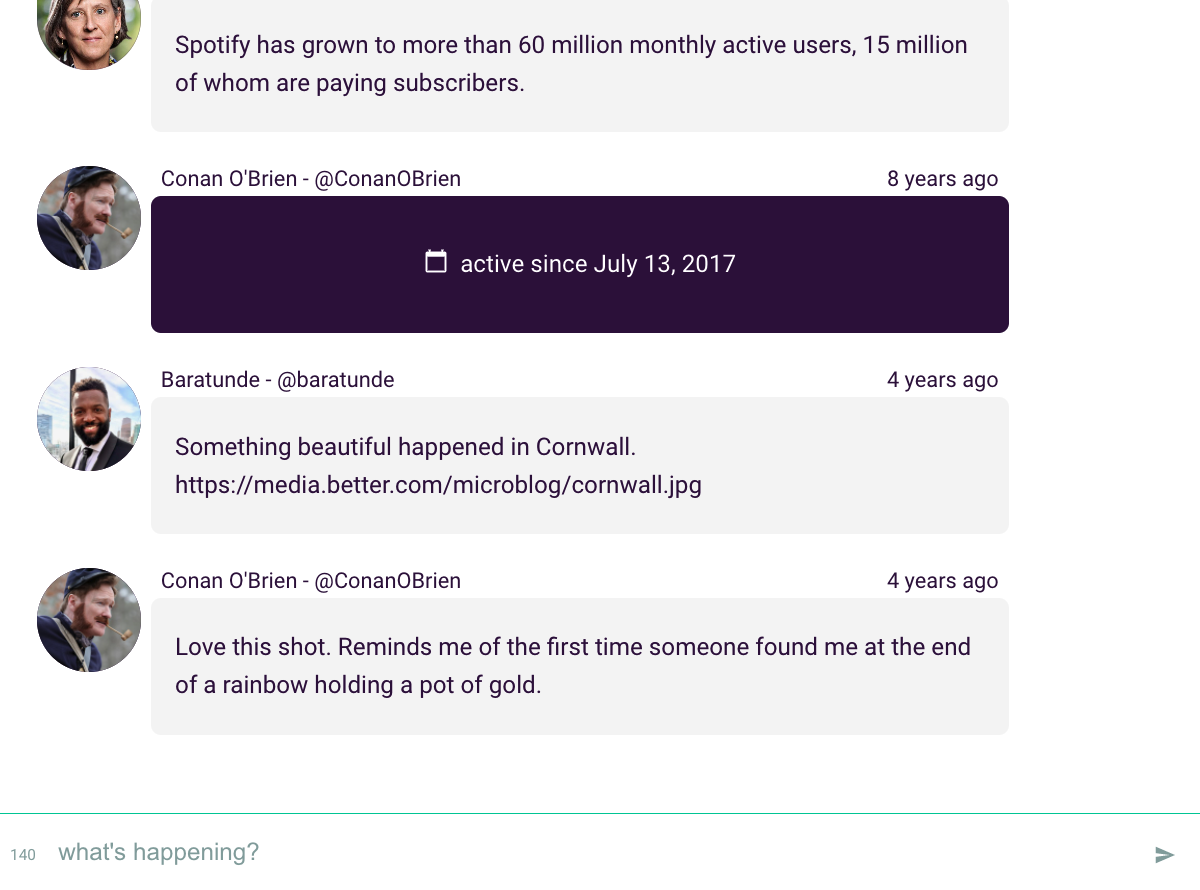 Spotify has grown to more than 60 million monthly active users, 15 million
of whom are paying subscribers.
Conan O'Brien - @ConanOBrien 8 years ago
active since July 13, 2017
Baratunde - @baratunde 4 years ago
Something beautiful happened in Cornwall.
https://media.better.com/microblog/cornwall.jpg
Conan O'Brien - @ConanOBrien 4 years ago
Love this shot. Reminds me of the first time someone found me at the end
of a rainbow holding a pot of gold.
140 what's happening?